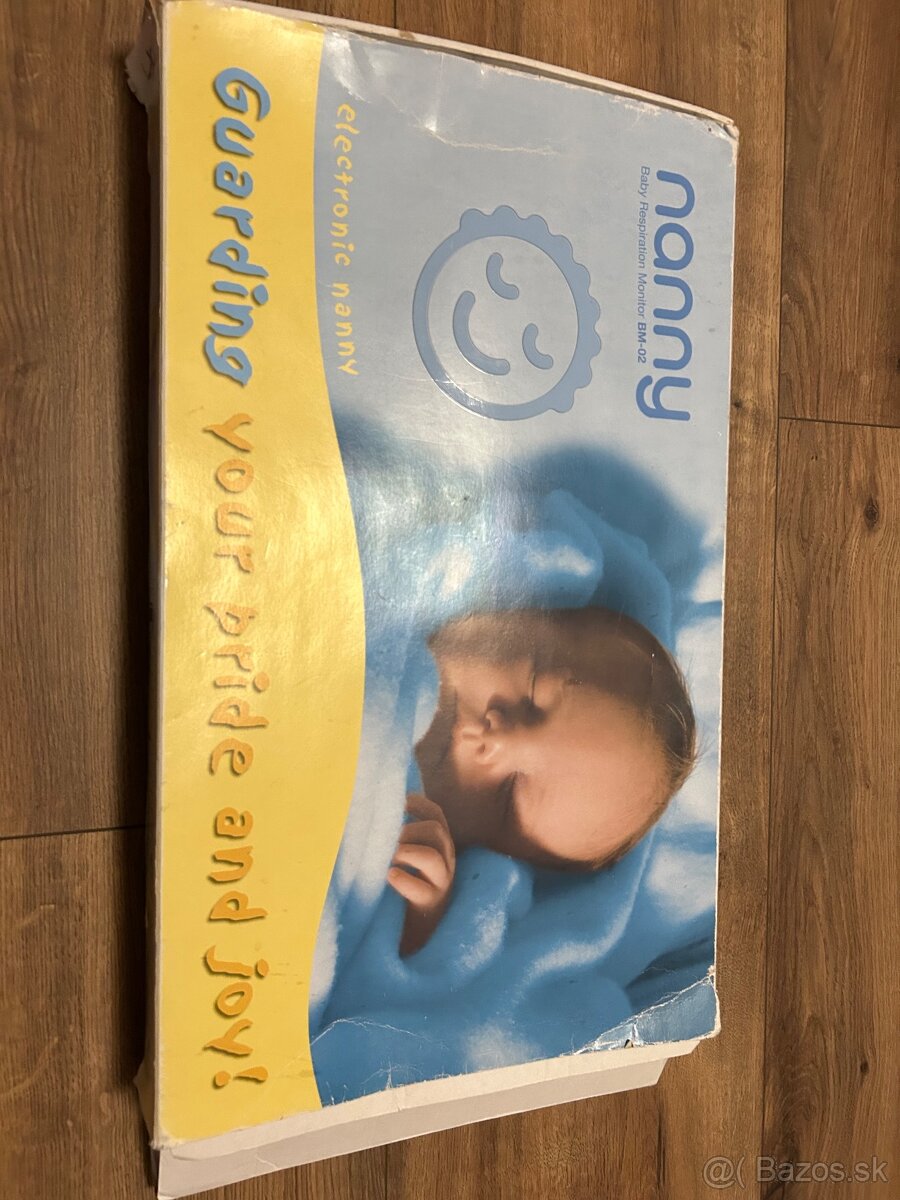 nanny
Baby Respiration Monitor BM-02
electronic nanny
Guarding your pride and joy!
@( Bazos.sk